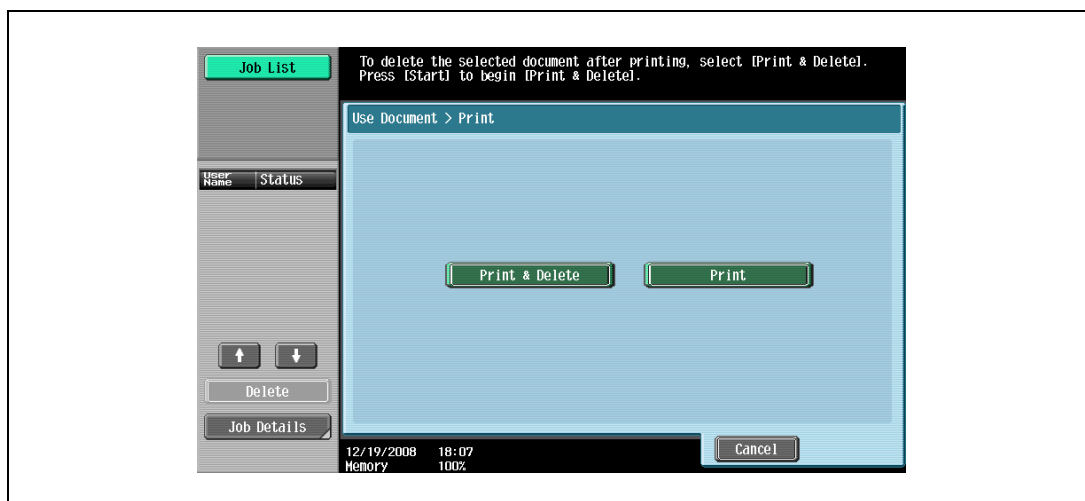 Job List
To delete the selected document after printing, select [Print & Delete].
Press [Start] to begin [Print & Delete].
Use Document > Print
User Name Status
Print & Delete Print
Delete
Job Details
12/19/2008 18:07
Memory 100%
Cancel